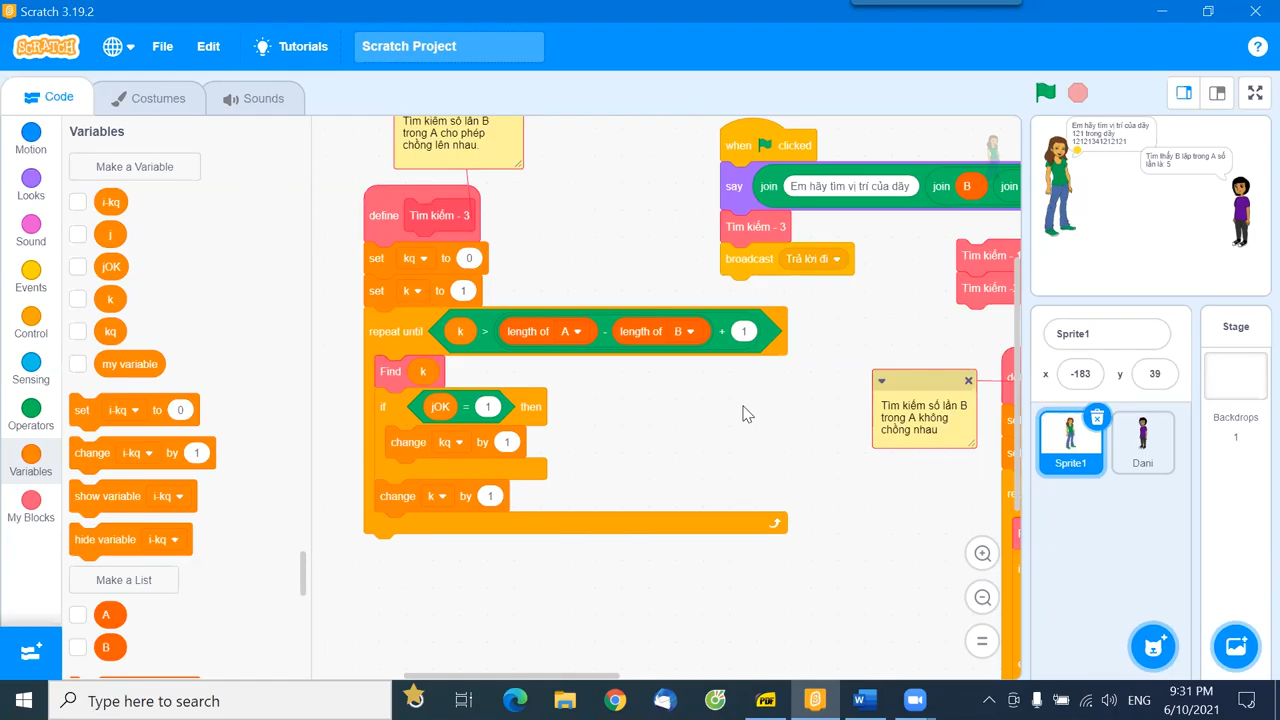 Scratch 3.19.2
SCRATCH
File
Edit
Tutorials
Scratch Project
Code
Costumes
Sounds
Motion
Looks
Sound
Events
Control
Sensing
Operators
Variables
My Blocks
Variables
Make a Variable
i-kq
j
jOK
k
kq
my variable
set i-kq to 0
change i-kq by 1
show variable i-kq
hide variable i-kq
Make a List
A
B
Tìm kiếm số lần B
trong A cho phép
chồng lên nhau.
define Tìm kiếm - 3
set kq to 0
set k to 1
repeat until k > length of A - length of B + 1
Find k
if jOK = 1 then
change kq by 1
change k by 1
when clicked
say join Em hãy tìm vị trí của dãy join B join
Tìm kiếm - 3
broadcast Trả lời đi
Tìm kiếm -
Tìm kiếm -
Tìm kiếm số lần B
trong A không
chồng nhau
Em hãy tìm vị trí của dãy
121 trong dãy
12121341212121
Tìm thấy B lặp trong A số
lần là: 5
Sprite1
x -183 y 39
Sprite1
Dani
Stage
Backdrops
1
Type here to search
PDF
ENG
9:31 PM
6/10/2021